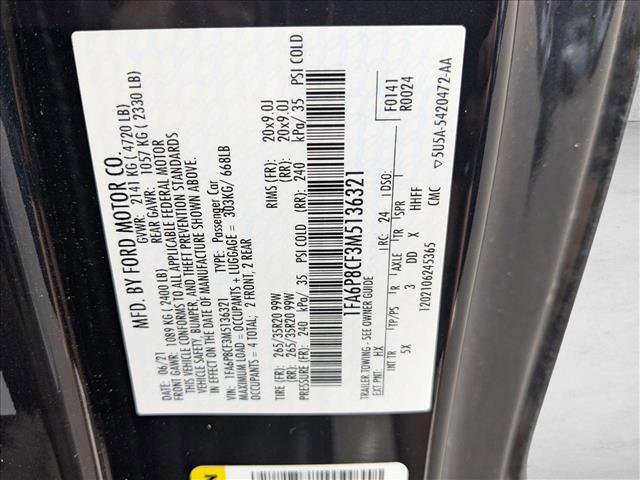 MFD. BY FORD MOTOR CO.
DATE: 06/21 GVWR: 2141 KG ( 4720 LB)
FRONT GAWR: 1089 KG ( 2400 LB) REAR GAWR: 1057 KG ( 2330 LB)
THIS VEHICLE CONFORMS TO ALL APPLICABLE FEDERAL MOTOR
VEHICLE SAFETY, BUMPER, AND THEFT PREVENTION STANDARDS
IN EFFECT ON THE DATE OF MANUFACTURE SHOWN ABOVE.
VIN: 1FA6P8CF3M5136321 TYPE: Passenger Car
MAXIMUM LOAD = OCCUPANTS + LUGGAGE = 303KG/ 668LB
OCCUPANTS = 4 TOTAL: 2 FRONT, 2 REAR
TIRE (FR): 265/35R20 99W RIMS (FR): 20x9.0J
(RR): 265/35R20 99W (RR): 20x9.0J
PRESSURE (FR): 240 kPa/ 35 PSI COLD (RR): 240 kPa/ 35 PSI COLD
1FA6P8CF3M5136321
F0141
R0024
TRAILER TOWING - SEE OWNER GUIDE
EXT PNT: HX RC: 24 DSO:
INT TR TP/PS R AXLE TR SPR
5X 3 DD X HHFF
1202106245365 CMC ▽5U5A-5420472-AA
N